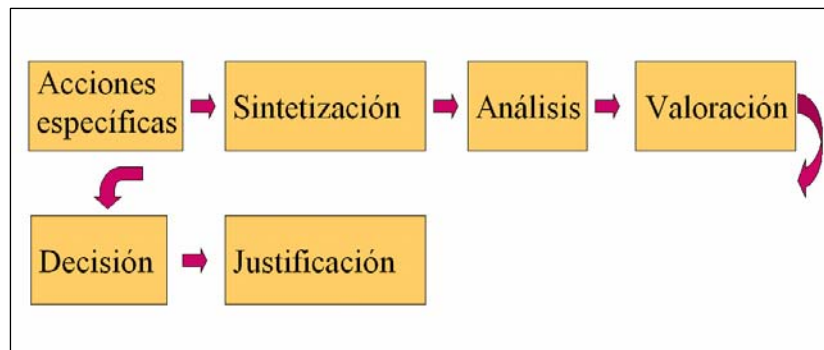 Acciones
específicas
Sintetización
Análisis
Valoración
Decisión
Justificación